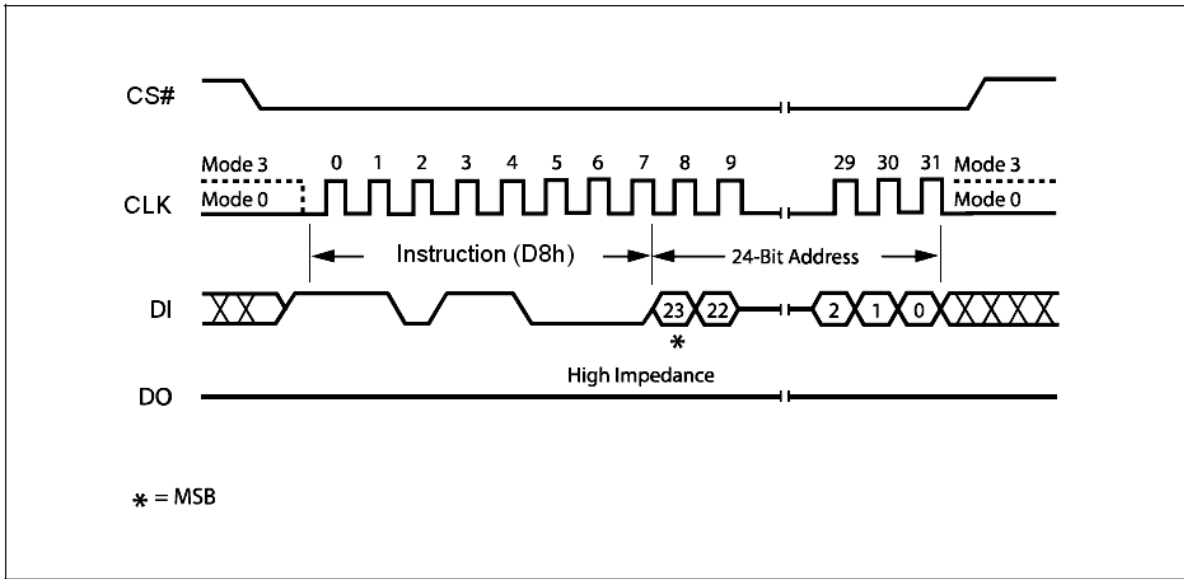 CS#
Mode 3 0 1 2 3 4 5 6 7 8 9 29 30 31 Mode 3
CLK Mode 0 Mode 0
Instruction (D8h) 24-Bit Address
DI 23 22 2 1 0
*
High Impedance
DO
* = MSB